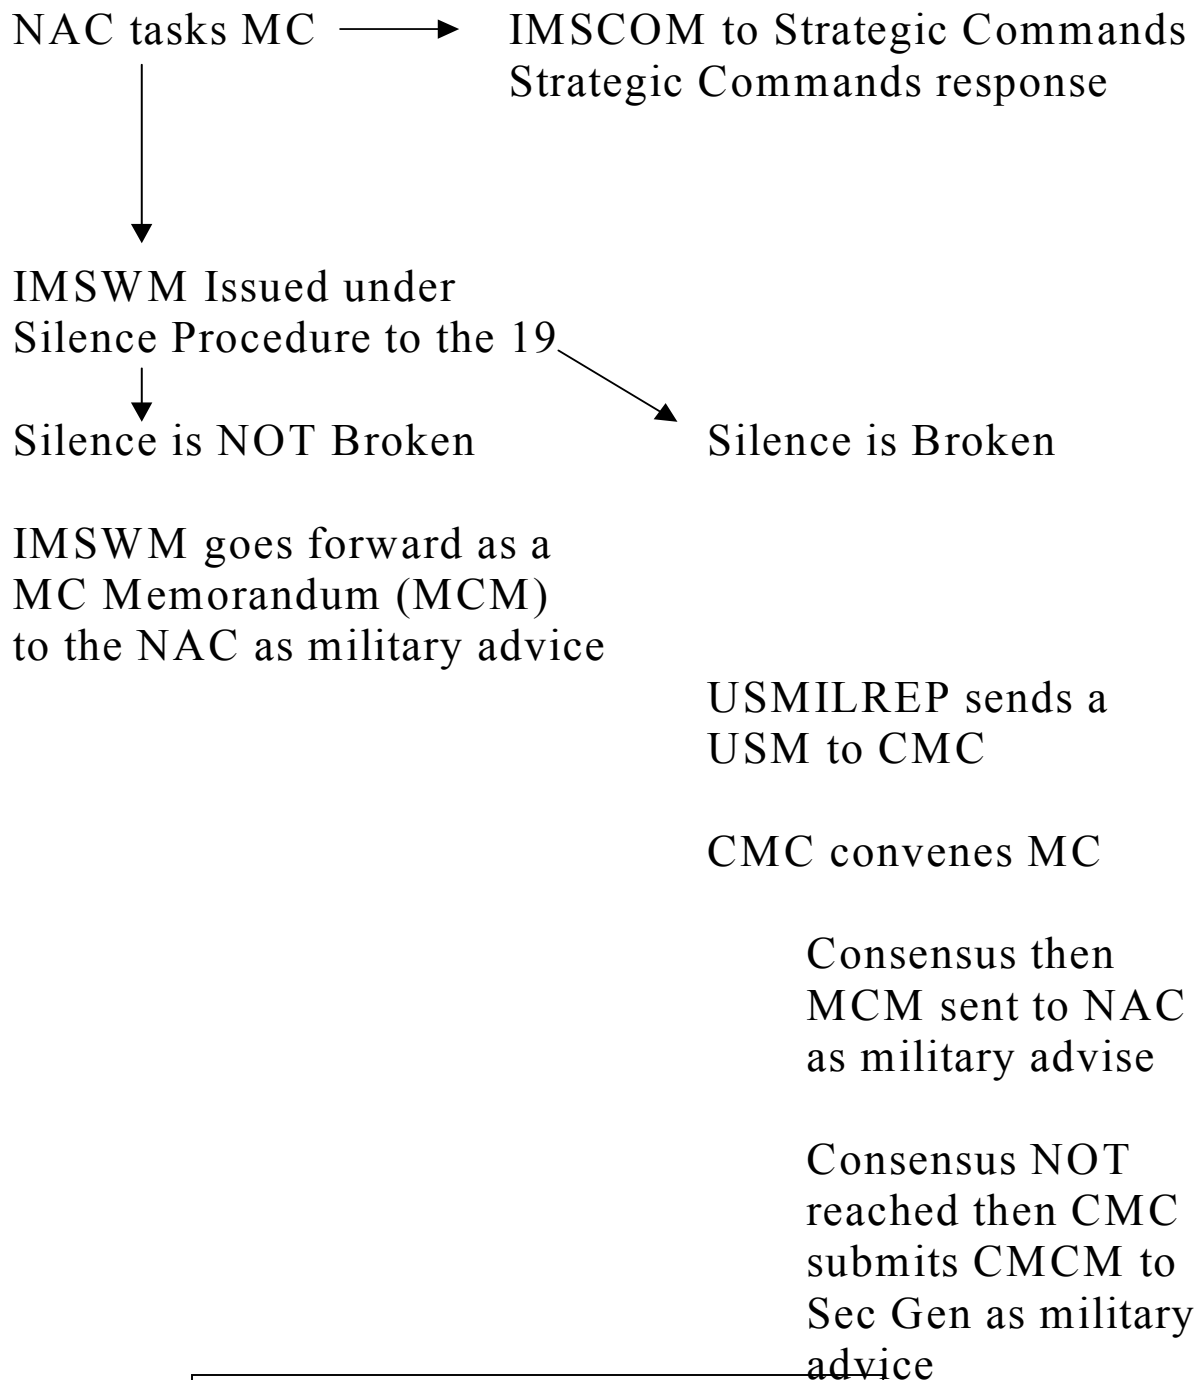 NAC tasks MC
IMSCOM to Strategic Commands
Strategic Commands response
IMSWM Issued under
Silence Procedure to the 19
Silence is NOT Broken
Silence is Broken
IMSWM goes forward as a
MC Memorandum (MCM)
to the NAC as military advice
USMILREP sends a
USM to CMC
CMC convenes MC
Consensus then
MCM sent to NAC
as military advise
Consensus NOT
reached then CMC
submits CMCM to
Sec Gen as military
advice